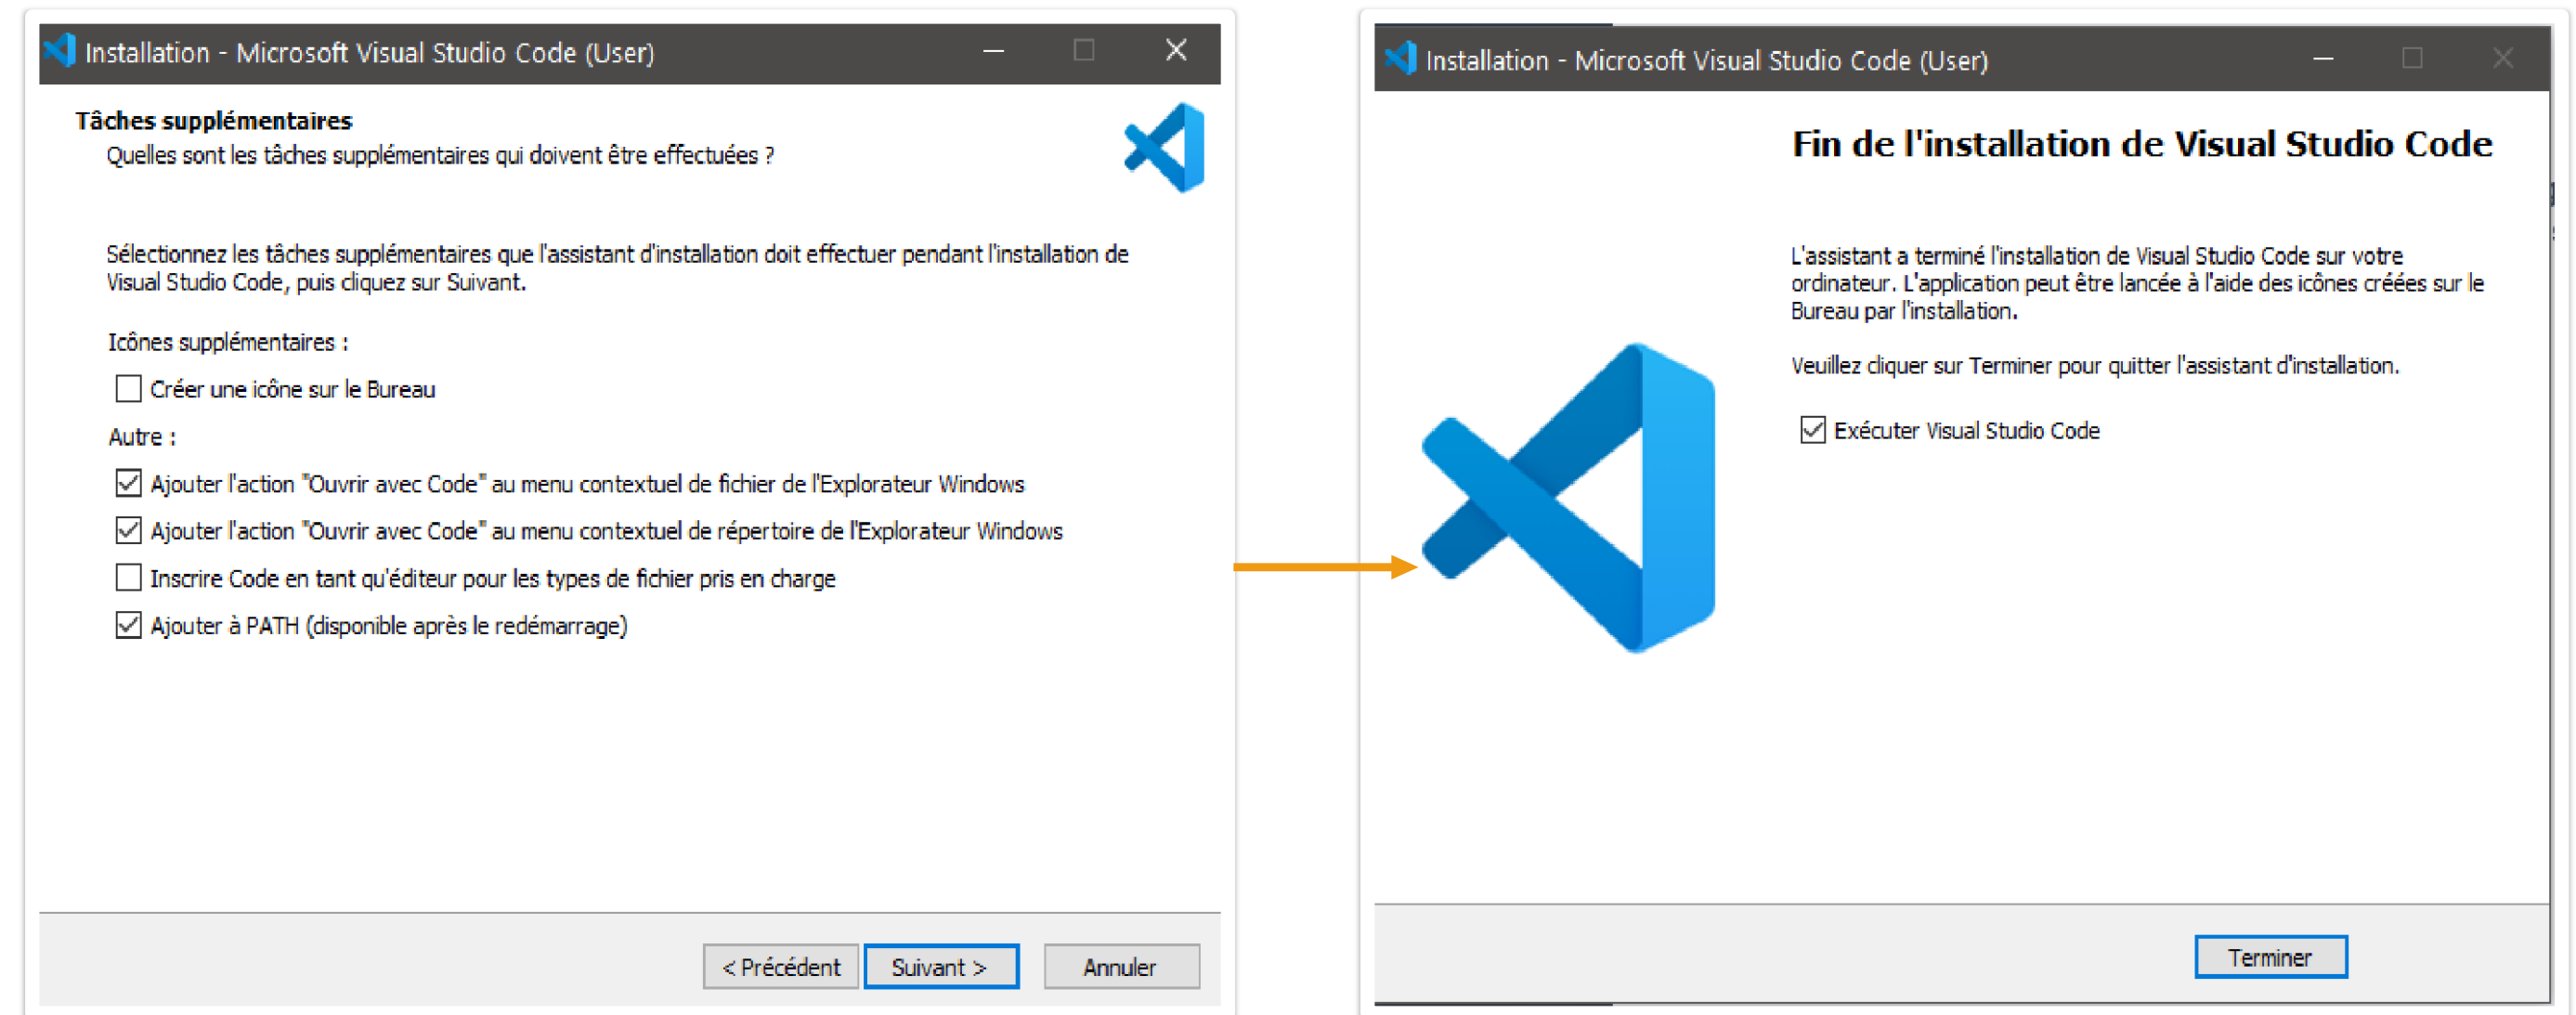 Installation - Microsoft Visual Studio Code (User)
Tâches supplémentaires
Quelles sont les tâches supplémentaires qui doivent être effectuées ?
Sélectionnez les tâches supplémentaires que l'assistant d'installation doit effectuer pendant l'installation de
Visual Studio Code, puis cliquez sur Suivant.
Icônes supplémentaires :
Créer une icône sur le Bureau
Autre :
Ajouter l'action "Ouvrir avec Code" au menu contextuel de fichier de l'Explorateur Windows
Ajouter l'action "Ouvrir avec Code" au menu contextuel de répertoire de l'Explorateur Windows
Inscrire Code en tant qu'éditeur pour les types de fichier pris en charge
Ajouter à PATH (disponible après le redémarrage)
< Précédent
Suivant >
Annuler
Installation - Microsoft Visual Studio Code (User)
Fin de l'installation de Visual Studio Code
L'assistant a terminé l'installation de Visual Studio Code sur votre
ordinateur. L'application peut être lancée à l'aide des icônes créées sur le
Bureau par l'installation.
Veuillez cliquer sur Terminer pour quitter l'assistant d'installation.
Exécuter Visual Studio Code
Terminer